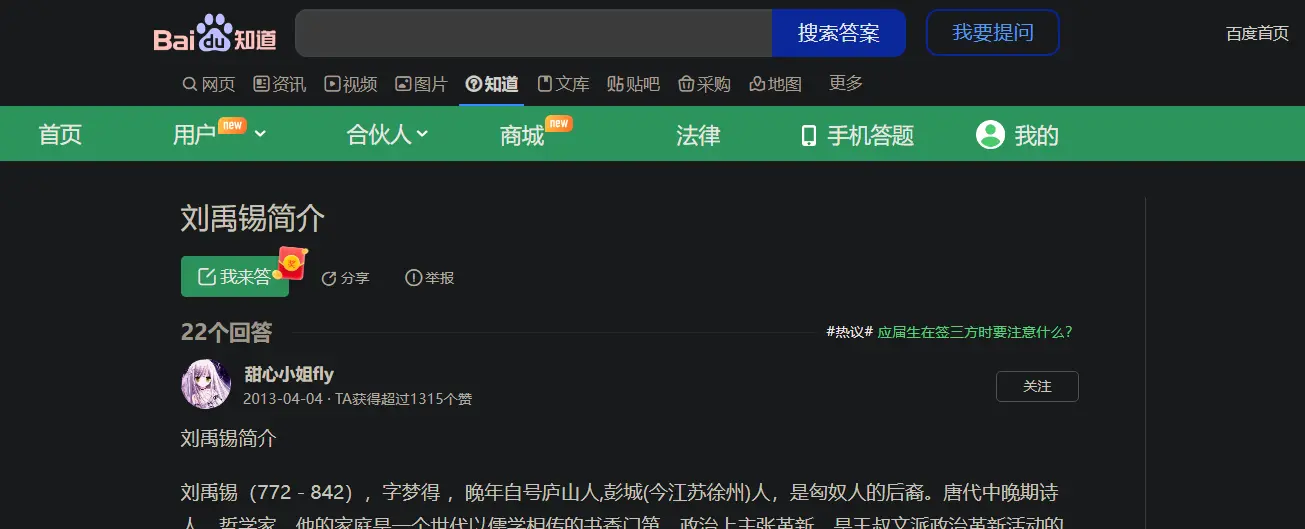 Bai du 知道
搜索答案
我要提问
百度首页
网页 资讯 视频 图片 知道 文库 贴吧 采购 地图 更多
首页 用户 new 合伙人 商城 new 法律 手机答题 我的
刘禹锡简介
我来答 奖 分享 举报
22个回答 #热议# 应届生在签三方时要注意什么?
甜心小姐fly
2013-04-04 · TA获得超过1315个赞
关注
刘禹锡简介
刘禹锡（772－842），字梦得 ，晚年自号庐山人,彭城(今江苏徐州)人，是匈奴人的后裔。唐代中晚期诗
人、哲学家。他的家庭是一个世代以儒学相传的书香门第。政治上主张革新，是王叔文派政治革新活动的